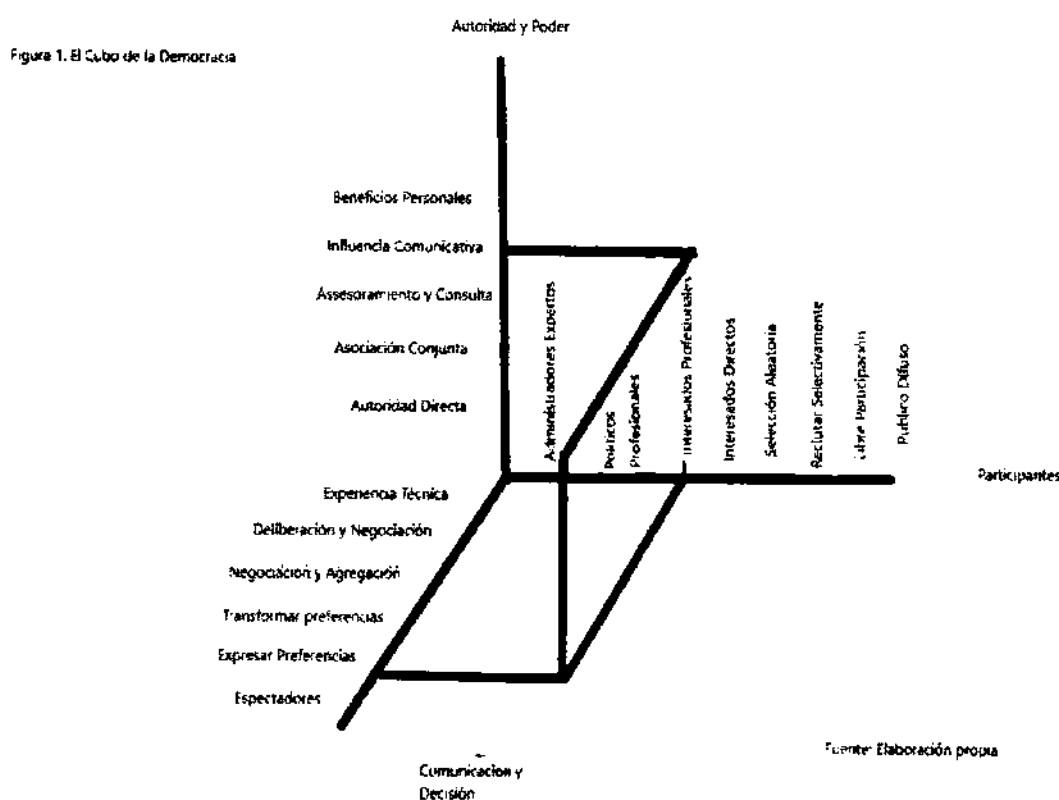 Autoridad y Poder
Figura 1. El Cubo de la Democracia
Beneficios Personales
Influencia Comunicativa
Assesoramiento y Consulta
Asociación Conjunta
Autoridad Directa
Administradores Expertos
Políticos
Profesionales
Interesados Profesionales
Interesados Directos
Selección Aleatoria
Reclutar Selectivamente
Libre Participación
Publico Difuso
Participantes
Experiencia Técnica
Deliberación y Negociación
Negociación y Agregación
Transformar preferencias
Expresar Preferencias
Espectadores
Comunicacion y
Decisión
Fuente: Elaboración propia